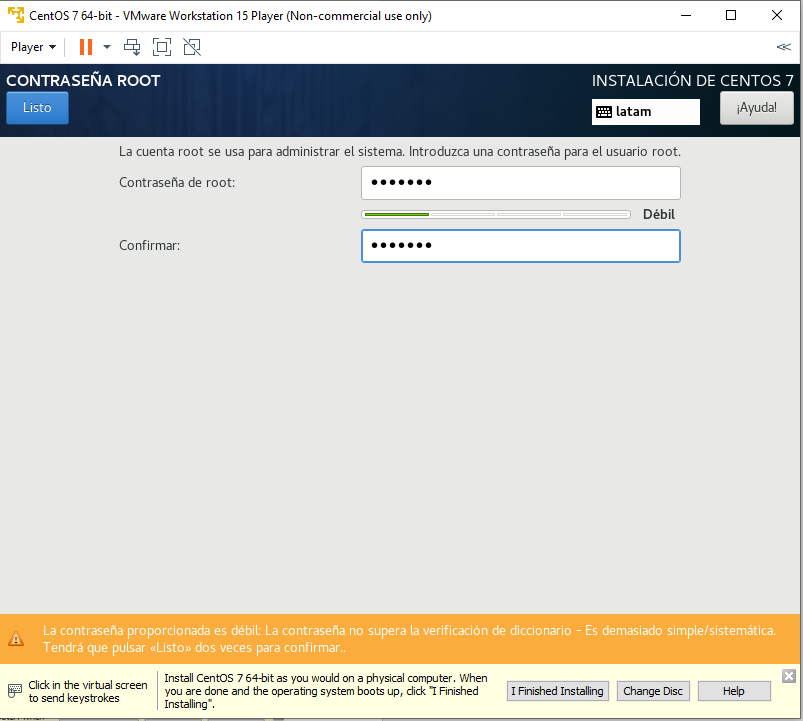 CentOS 7 64-bit - VMware Workstation 15 Player (Non-commercial use only)
Player
CONTRASEÑA ROOT
INSTALACIÓN DE CENTOS 7
Listo
latam
¡Ayuda!
La cuenta root se usa para administrar el sistema. Introduzca una contraseña para el usuario root.
Contraseña de root:
●●●●●●●
Débil
Confirmar:
●●●●●●●
La contraseña proporcionada es débil: La contraseña no supera la verificación de diccionario - Es demasiado simple/sistemática.
Tendrá que pulsar «Listo» dos veces para confirmar..
Click in the virtual screen
to send keystrokes
Install CentOS 7 64-bit as you would on a physical computer. When
you are done and the operating system boots up, click "I Finished
Installing".
I Finished Installing
Change Disc
Help